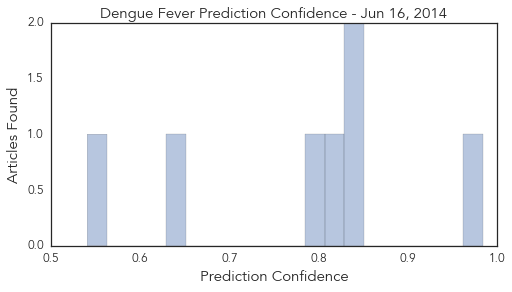 Dengue Fever Prediction Confidence - Jun 16, 2014
2.0
1.5
1.0
0.5
0.0
Articles Found
0.5 0.6 0.7 0.8 0.9 1.0
Prediction Confidence